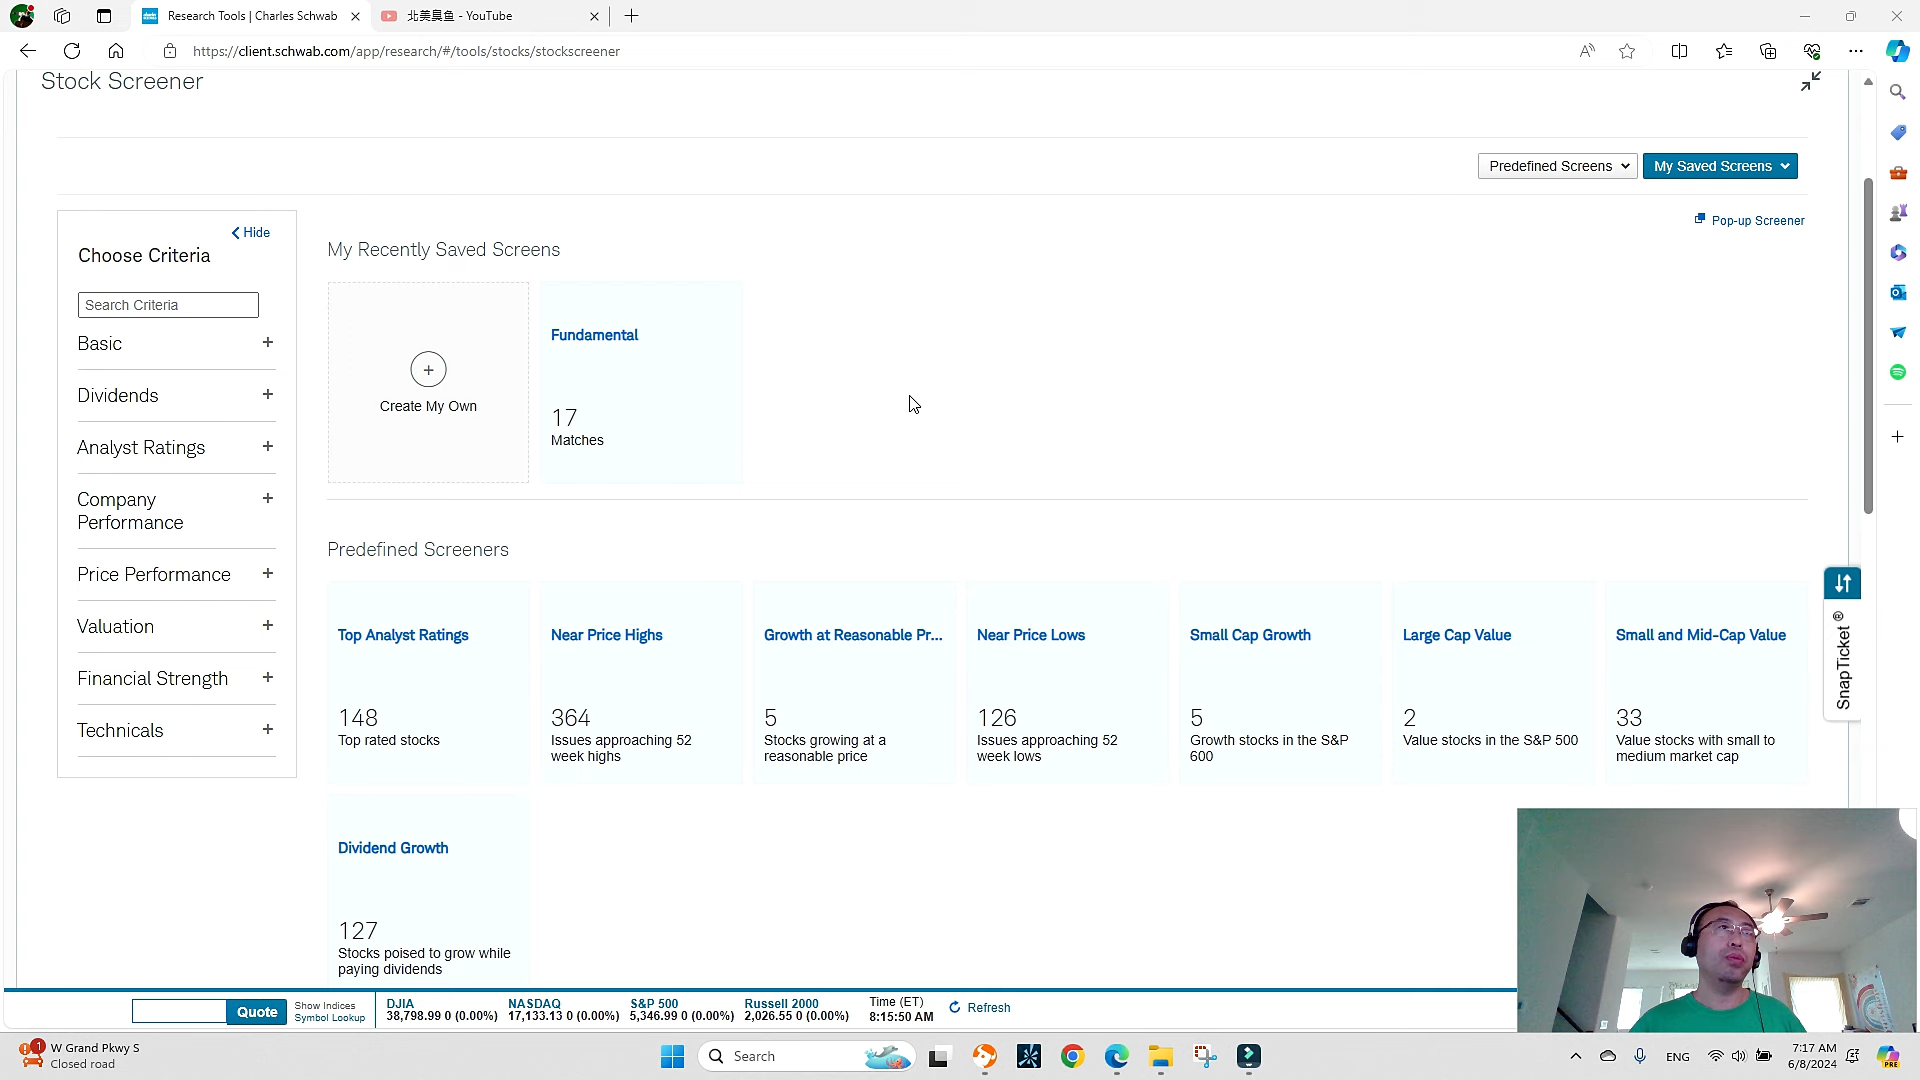 Research Tools | Charles Schwab
北美臭鱼 - YouTube
https://client.schwab.com/app/research/#/tools/stocks/stockscreener
Stock Screener
Predefined Screens
My Saved Screens
Pop-up Screener
Hide
Choose Criteria
Search Criteria
Basic
Dividends
Analyst Ratings
Company
Performance
Price Performance
Valuation
Financial Strength
Technicals
My Recently Saved Screens
Create My Own
Fundamental
17
Matches
Predefined Screeners
Top Analyst Ratings
148
Top rated stocks
Near Price Highs
364
Issues approaching 52
week highs
Growth at Reasonable Pr...
5
Stocks growing at a
reasonable price
Near Price Lows
126
Issues approaching 52
week lows
Small Cap Growth
5
Growth stocks in the S&P
600
Large Cap Value
2
Value stocks in the S&P 500
Small and Mid-Cap Value
33
Value stocks with small to
medium market cap
Dividend Growth
127
Stocks poised to grow while
paying dividends
SnapTicket®
Quote
Show Indices
Symbol Lookup
DJIA
38,798.99 0 (0.00%)
NASDAQ
17,133.13 0 (0.00%)
S&P 500
5,346.99 0 (0.00%)
Russell 2000
2,026.55 0 (0.00%)
Time (ET)
8:15:50 AM
Refresh
1
W Grand Pkwy S
Closed road
Search
ENG
7:17 AM
6/8/2024
PRE